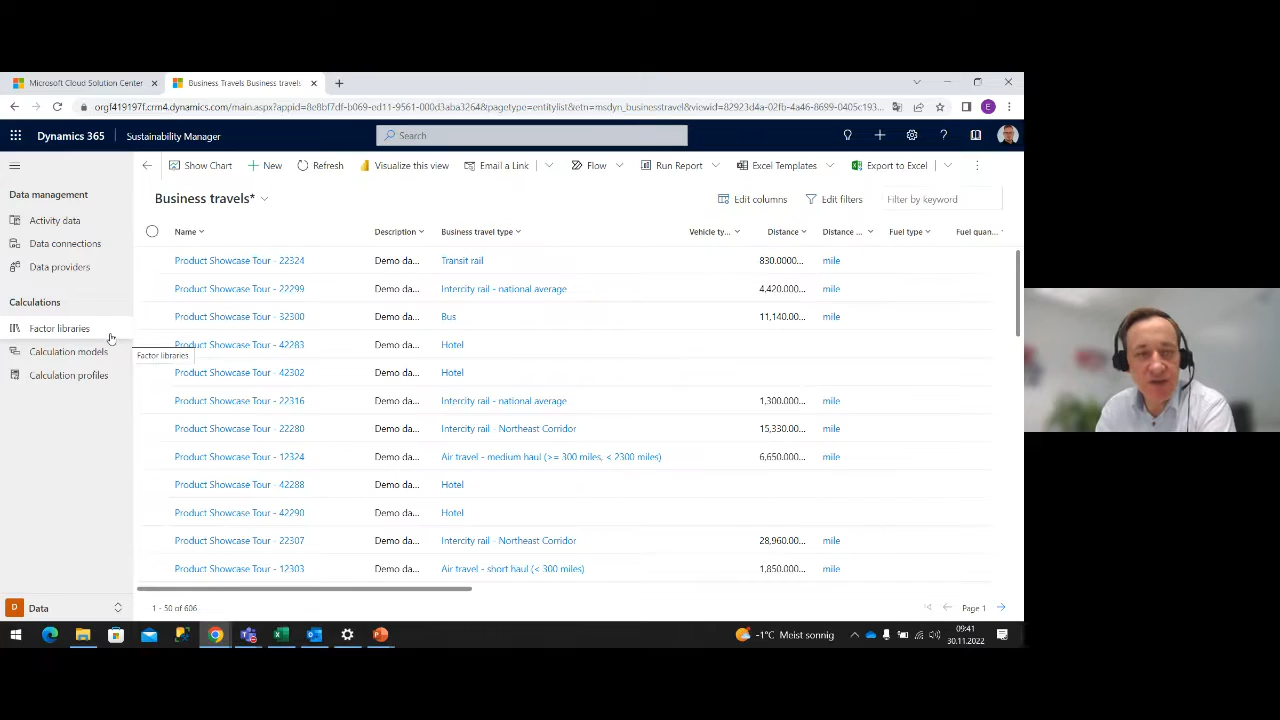 Microsoft Cloud Solution Center
Business Travels Business travels
orgf419197f.crm4.dynamics.com/main.aspx?appid=8e8bf7df-b069-ed11-9561-000d3aba3264&pagetype=entitylist&etn=msdyn_businesstravel&viewid=82923d4a-02fb-4a46-8699-0405c193...
E
Dynamics 365 Sustainability Manager Search
Show Chart New Refresh Visualize this view Email a Link Flow Run Report Excel Templates Export to Excel
Data management
Activity data
Data connections
Data providers
Calculations
Factor libraries
Calculation models
Calculation profiles
Factor libraries
D Data
Business travels* Edit columns Edit filters Filter by keyword
Name Description Business travel type Vehicle ty... Distance Distance ... Fuel type Fuel quan...
Product Showcase Tour - 22324 Demo da... Transit rail 830.0000... mile
Product Showcase Tour - 22299 Demo da... Intercity rail - national average 4,420.000... mile
Product Showcase Tour - 32300 Demo da... Bus 11,140.00... mile
Product Showcase Tour - 42283 Demo da... Hotel
Product Showcase Tour - 42302 Demo da... Hotel
Product Showcase Tour - 22316 Demo da... Intercity rail - national average 1,300.000... mile
Product Showcase Tour - 22280 Demo da... Intercity rail - Northeast Corridor 15,330.00... mile
Product Showcase Tour - 12324 Demo da... Air travel - medium haul (>= 300 miles, < 2300 miles) 6,650.000... mile
Product Showcase Tour - 42288 Demo da... Hotel
Product Showcase Tour - 42290 Demo da... Hotel
Product Showcase Tour - 22307 Demo da... Intercity rail - Northeast Corridor 28,960.00... mile
Product Showcase Tour - 12303 Demo da... Air travel - short haul (< 300 miles) 1,850.000... mile
1 - 50 of 606 Page 1
-1°C Meist sonnig
09:41
30.11.2022